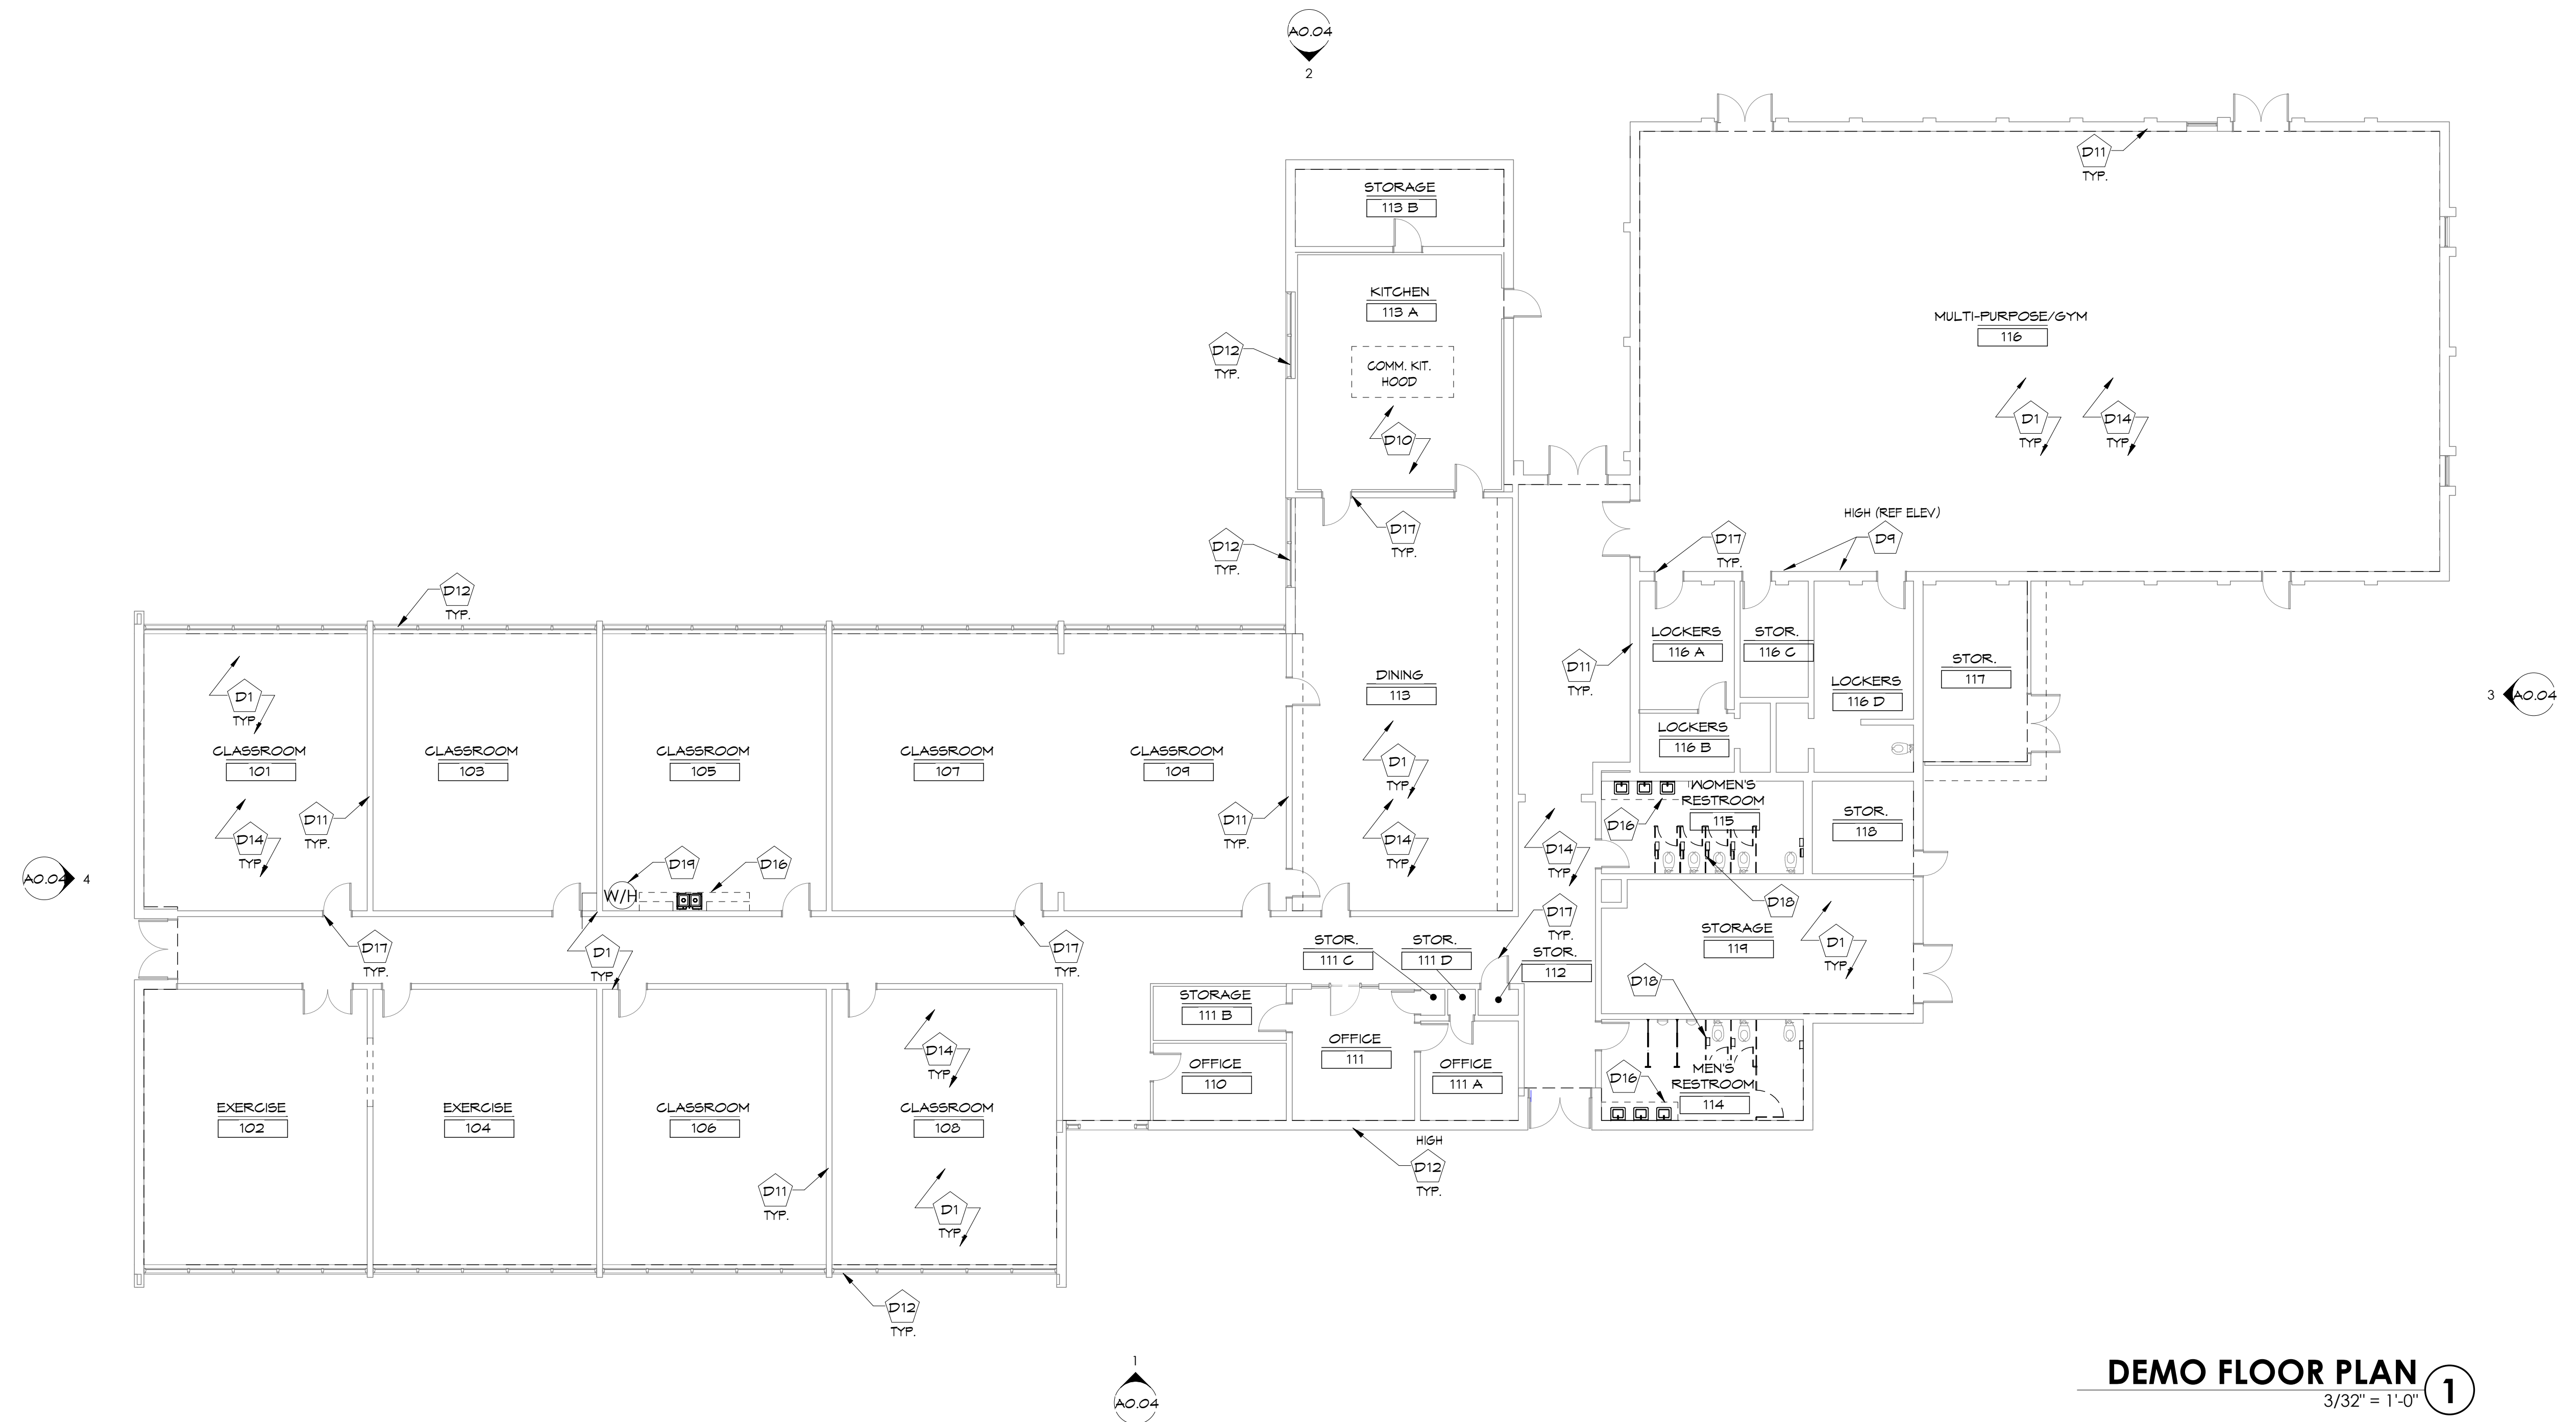 A0.04
2
D11
TYP.
STORAGE
113 B
KITCHEN
113 A
MULTI-PURPOSE/GYM
116
D12
TYP.
COMM. KIT.
HOOD
D1
TYP.
D14
TYP.
D10
HIGH (REF ELEV)
D17
TYP.
D17
TYP.
D9
D12
TYP.
D12
TYP.
LOCKERS
116 A
STOR.
116 C
D11
TYP.
STOR.
117
DINING
113
LOCKERS
116 D
3
A0.04
D1
TYP.
LOCKERS
116 B
CLASSROOM
101
CLASSROOM
103
CLASSROOM
105
CLASSROOM
107
CLASSROOM
109
D1
TYP.
WOMEN'S
RESTROOM
115
D11
TYP.
D11
TYP.
D14
TYP.
D14
TYP.
D16
STOR.
118
D14
TYP.
A0.04
4
D19
D16
W/H
D18
D17
TYP.
D17
TYP.
D1
TYP.
D17
TYP.
STOR.
111 C
STOR.
111 D
STOR.
112
STORAGE
119
D1
TYP.
D18
STORAGE
111 B
OFFICE
111
D14
TYP.
OFFICE
110
OFFICE
111 A
D16
MEN'S
RESTROOM
114
EXERCISE
102
EXERCISE
104
CLASSROOM
106
CLASSROOM
108
HIGH
D12
TYP.
D11
TYP.
D1
TYP.
D12
TYP.
1
A0.04
DEMO FLOOR PLAN
1
3/32" = 1'-0"